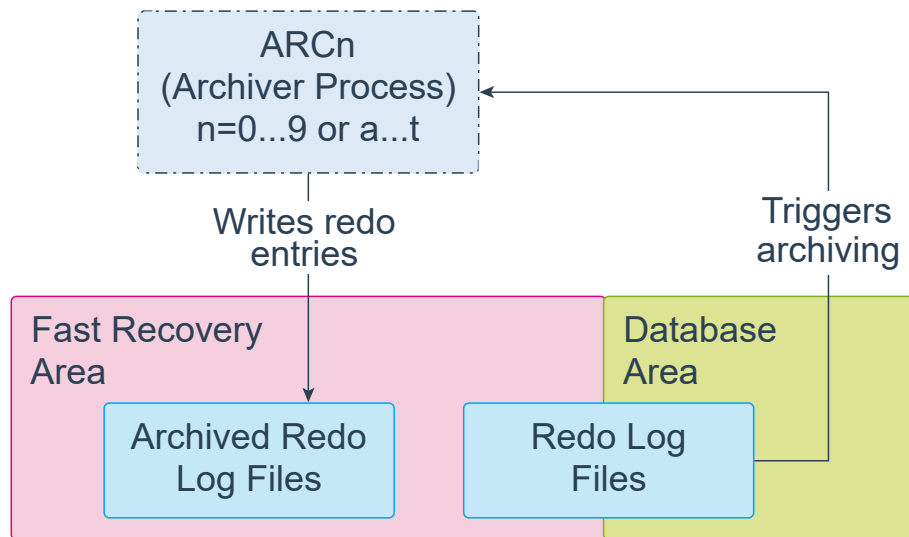 ARCn
(Archiver Process)
n=0...9 or a...t
Writes redo
entries
Triggers
archiving
Fast Recovery
Area
Database
Area
Archived Redo
Log Files
Redo Log
Files